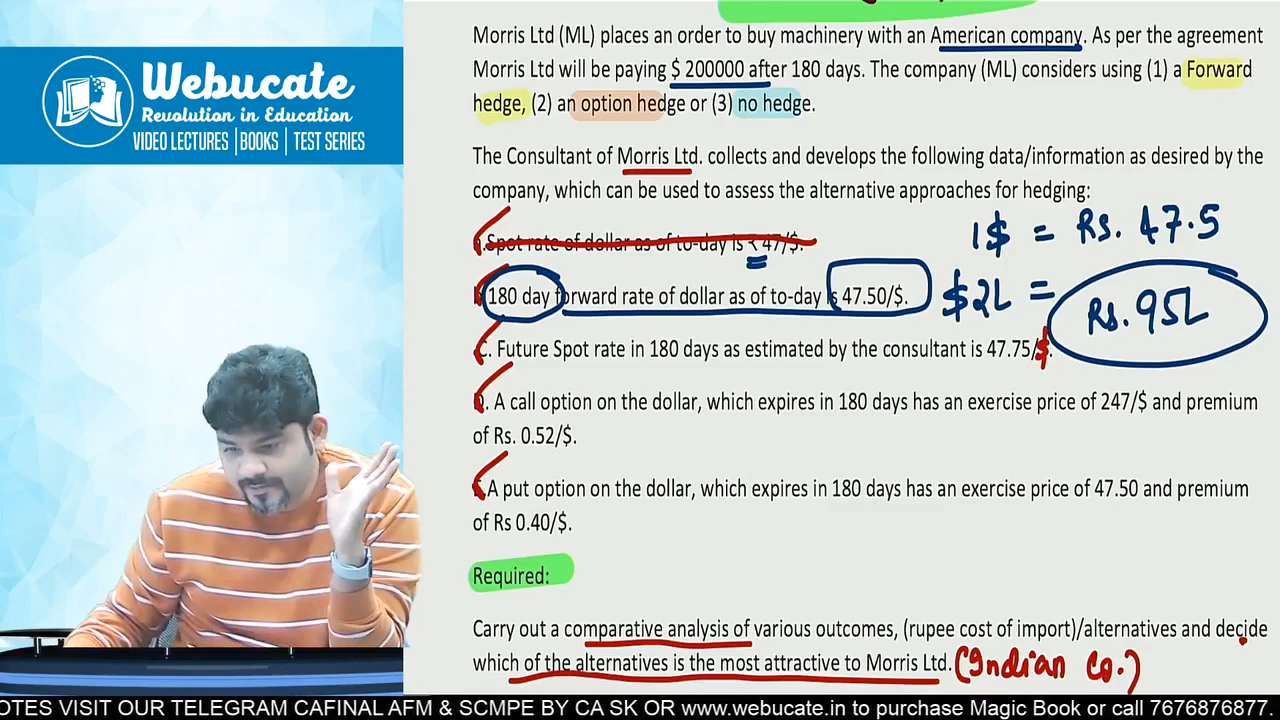 Webucate
Revolution in Education
VIDEO LECTURES | BOOKS | TEST SERIES
Morris Ltd (ML) places an order to buy machinery with an American company. As per the agreement
Morris Ltd will be paying $ 200000 after 180 days. The company (ML) considers using (1) a Forward
hedge, (2) an option hedge or (3) no hedge.
The Consultant of Morris Ltd. collects and develops the following data/information as desired by the
company, which can be used to assess the alternative approaches for hedging:
Spot rate of dollar as of to-day is ₹ 47/$.
1$ = Rs. 47.5
180 day forward rate of dollar as of to-day is 47.50/$.
$2L = Rs. 95L
C. Future Spot rate in 180 days as estimated by the consultant is 47.75/$.
D. A call option on the dollar, which expires in 180 days has an exercise price of 247/$ and premium
of Rs. 0.52/$.
A put option on the dollar, which expires in 180 days has an exercise price of 47.50 and premium
of Rs 0.40/$.
Required:
Carry out a comparative analysis of various outcomes, (rupee cost of import)/alternatives and decide
which of the alternatives is the most attractive to Morris Ltd. (Indian Co.)
OTES VISIT OUR TELEGRAM CAFINAL AFM & SCMPE BY CA SK OR www.webucate.in to purchase Magic Book or call 7676876877.